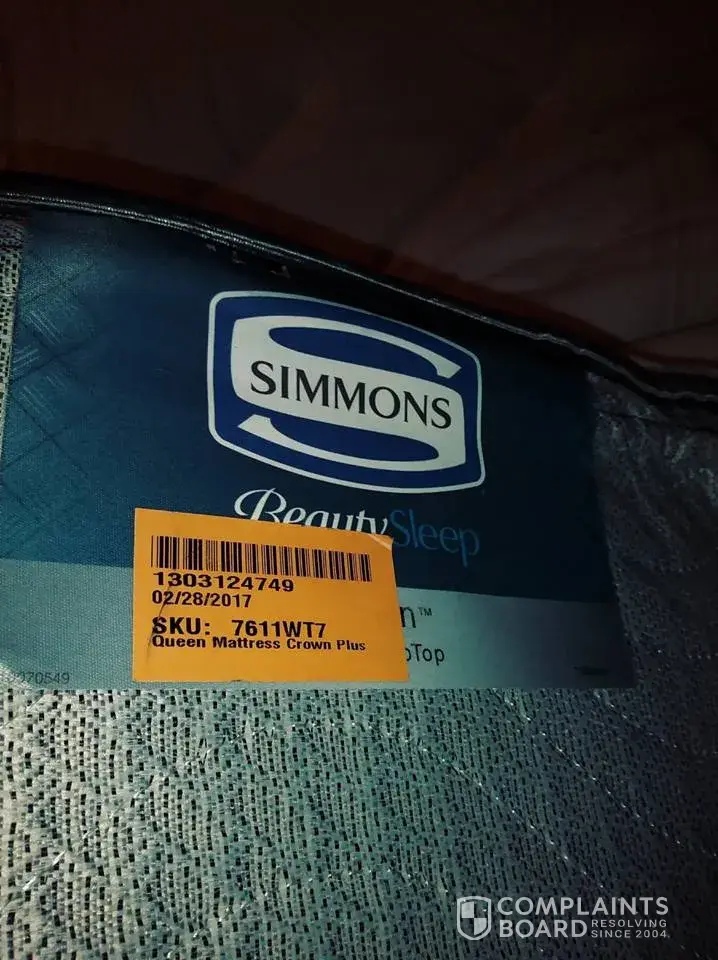 SIMMONS
BeautySleep
1303124749
02/28/2017
SKU: 7611WT7
Queen Mattress Crown Plus
COMPLAINTS
BOARD RESOLVING
SINCE 2004